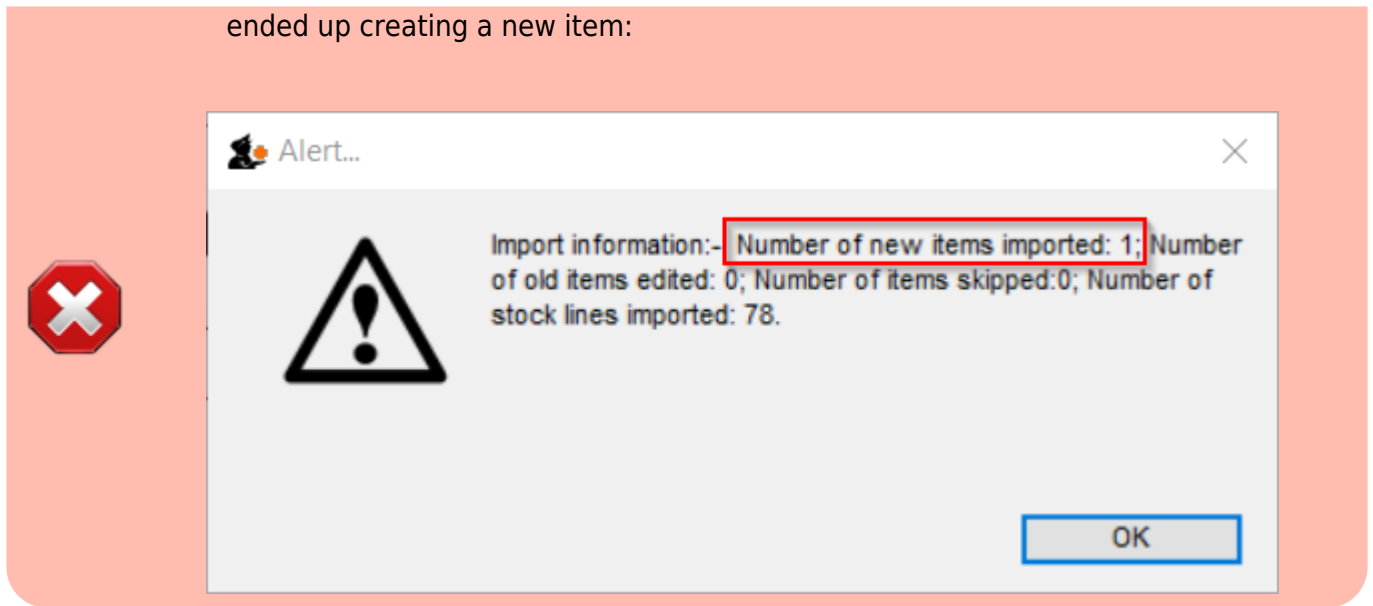 ended up creating a new item:
Alert...
Import information:- Number of new items imported: 1; Number
of old items edited: 0; Number of items skipped:0; Number of
stock lines imported: 78.
OK